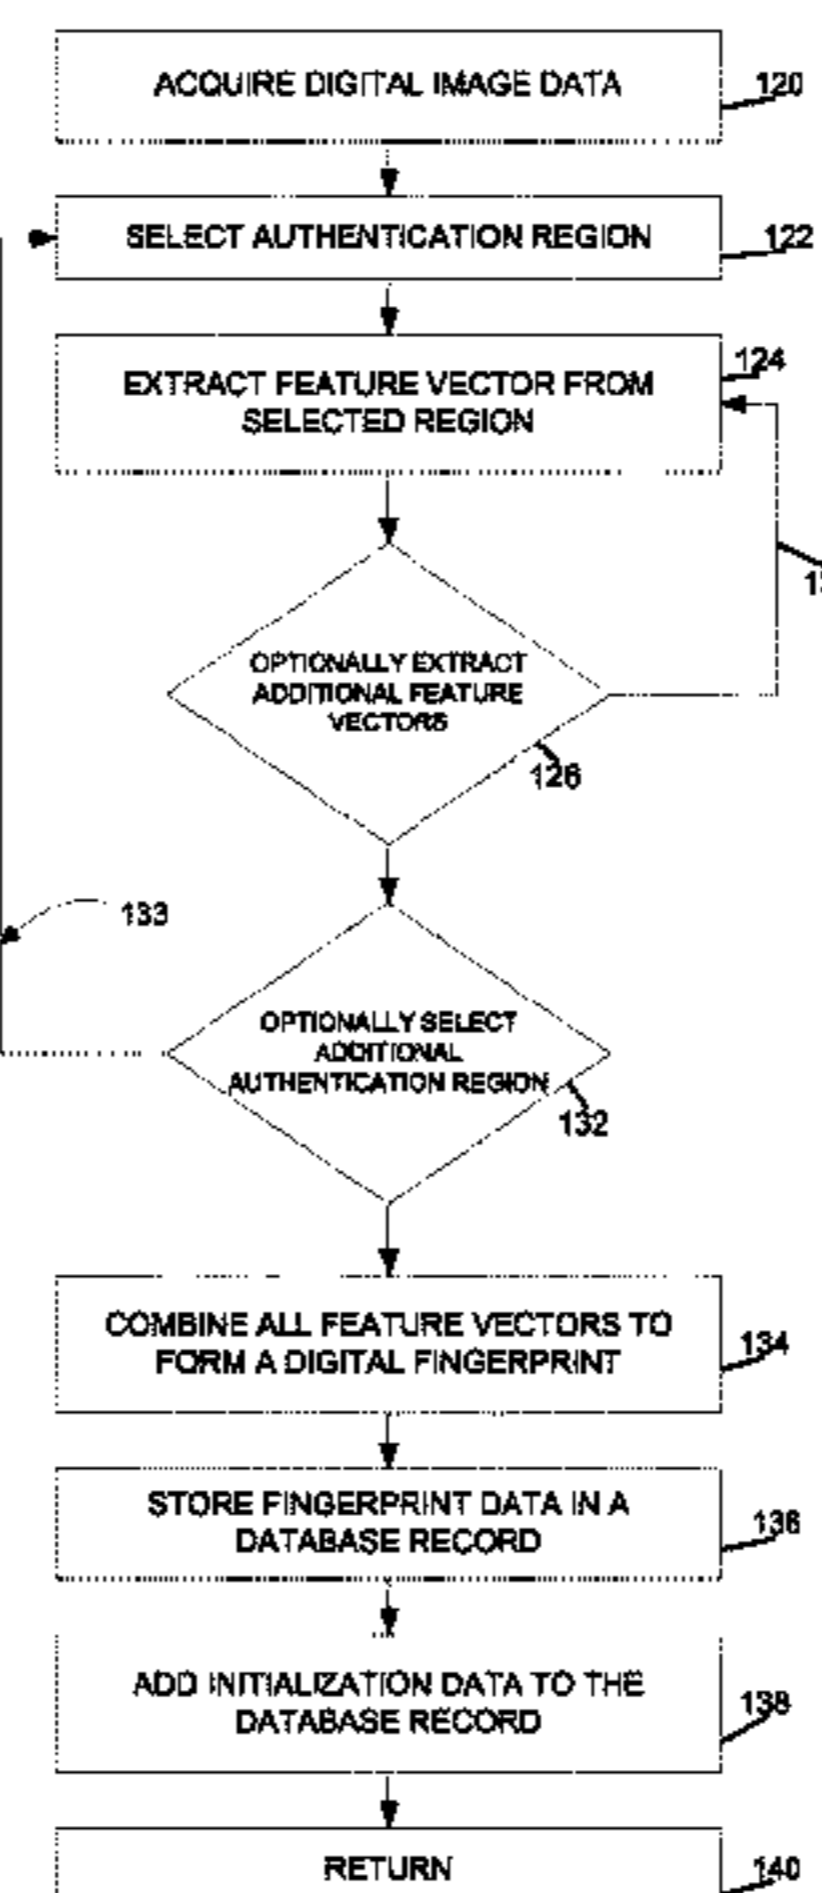 ACQUIRE DIGITAL IMAGE DATA
120
SELECT AUTHENTICATION REGION
122
EXTRACT FEATURE VECTOR FROM
SELECTED REGION
124
OPTIONALLY EXTRACT
ADDITIONAL FEATURE
VECTORS
126
133
OPTIONALLY SELECT
ADDITIONAL
AUTHENTICATION REGION
132
COMBINE ALL FEATURE VECTORS TO
FORM A DIGITAL FINGERPRINT
134
STORE FINGERPRINT DATA IN A
DATABASE RECORD
136
ADD INITIALIZATION DATA TO THE
DATABASE RECORD
138
RETURN
140